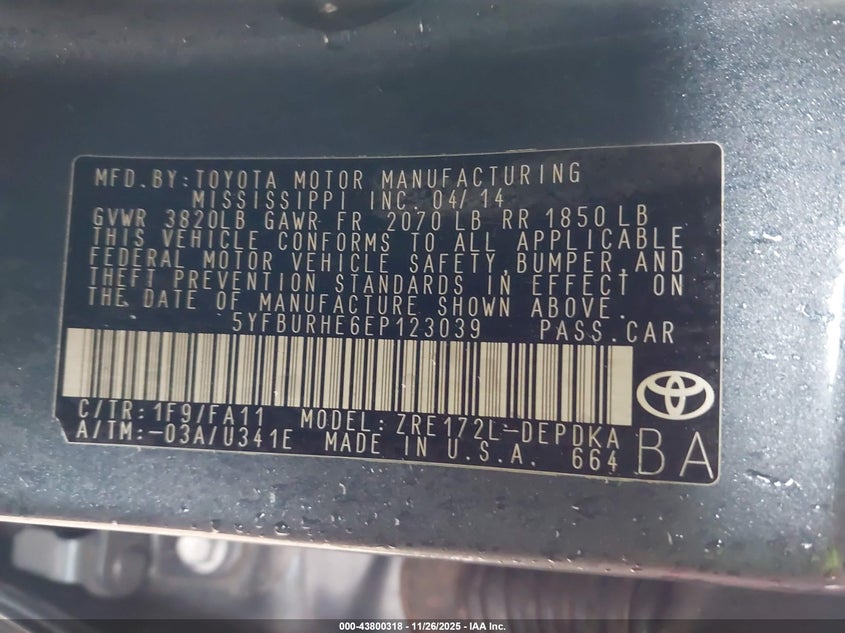 MFD.BY:TOYOTA MOTOR MANUFACTURING
MISSISSIPPI INC. 04/14
GVWR 3820LB GAWR FR 2070 LB RR 1850 LB
THIS VEHICLE CONFORMS TO ALL APPLICABLE
FEDERAL MOTOR VEHICLE SAFETY,BUMPER,AND
THEFT PREVENTION STANDARDS IN EFFECT ON
THE DATE OF MANUFACTURE SHOWN ABOVE.
5YFBURHE6EP123039 PASS.CAR
C/TR:1F9/FA11 MODEL:ZRE172L-DEPDKA
A/TM:-03A/U341E MADE IN U.S.A. 664
BA
000-43800318 - 11/26/2025 - IAA Inc.